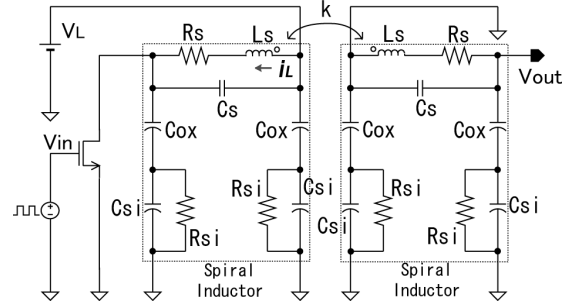 k
VL
Rs
Ls
Ls
Rs
iL
Vout
Cs
Cs
Vin
Cox
Cox
Cox
Cox
Csi
Rsi
Rsi
Csi
Csi
Rsi
Rsi
Csi
Spiral
Inductor
Spiral
Inductor